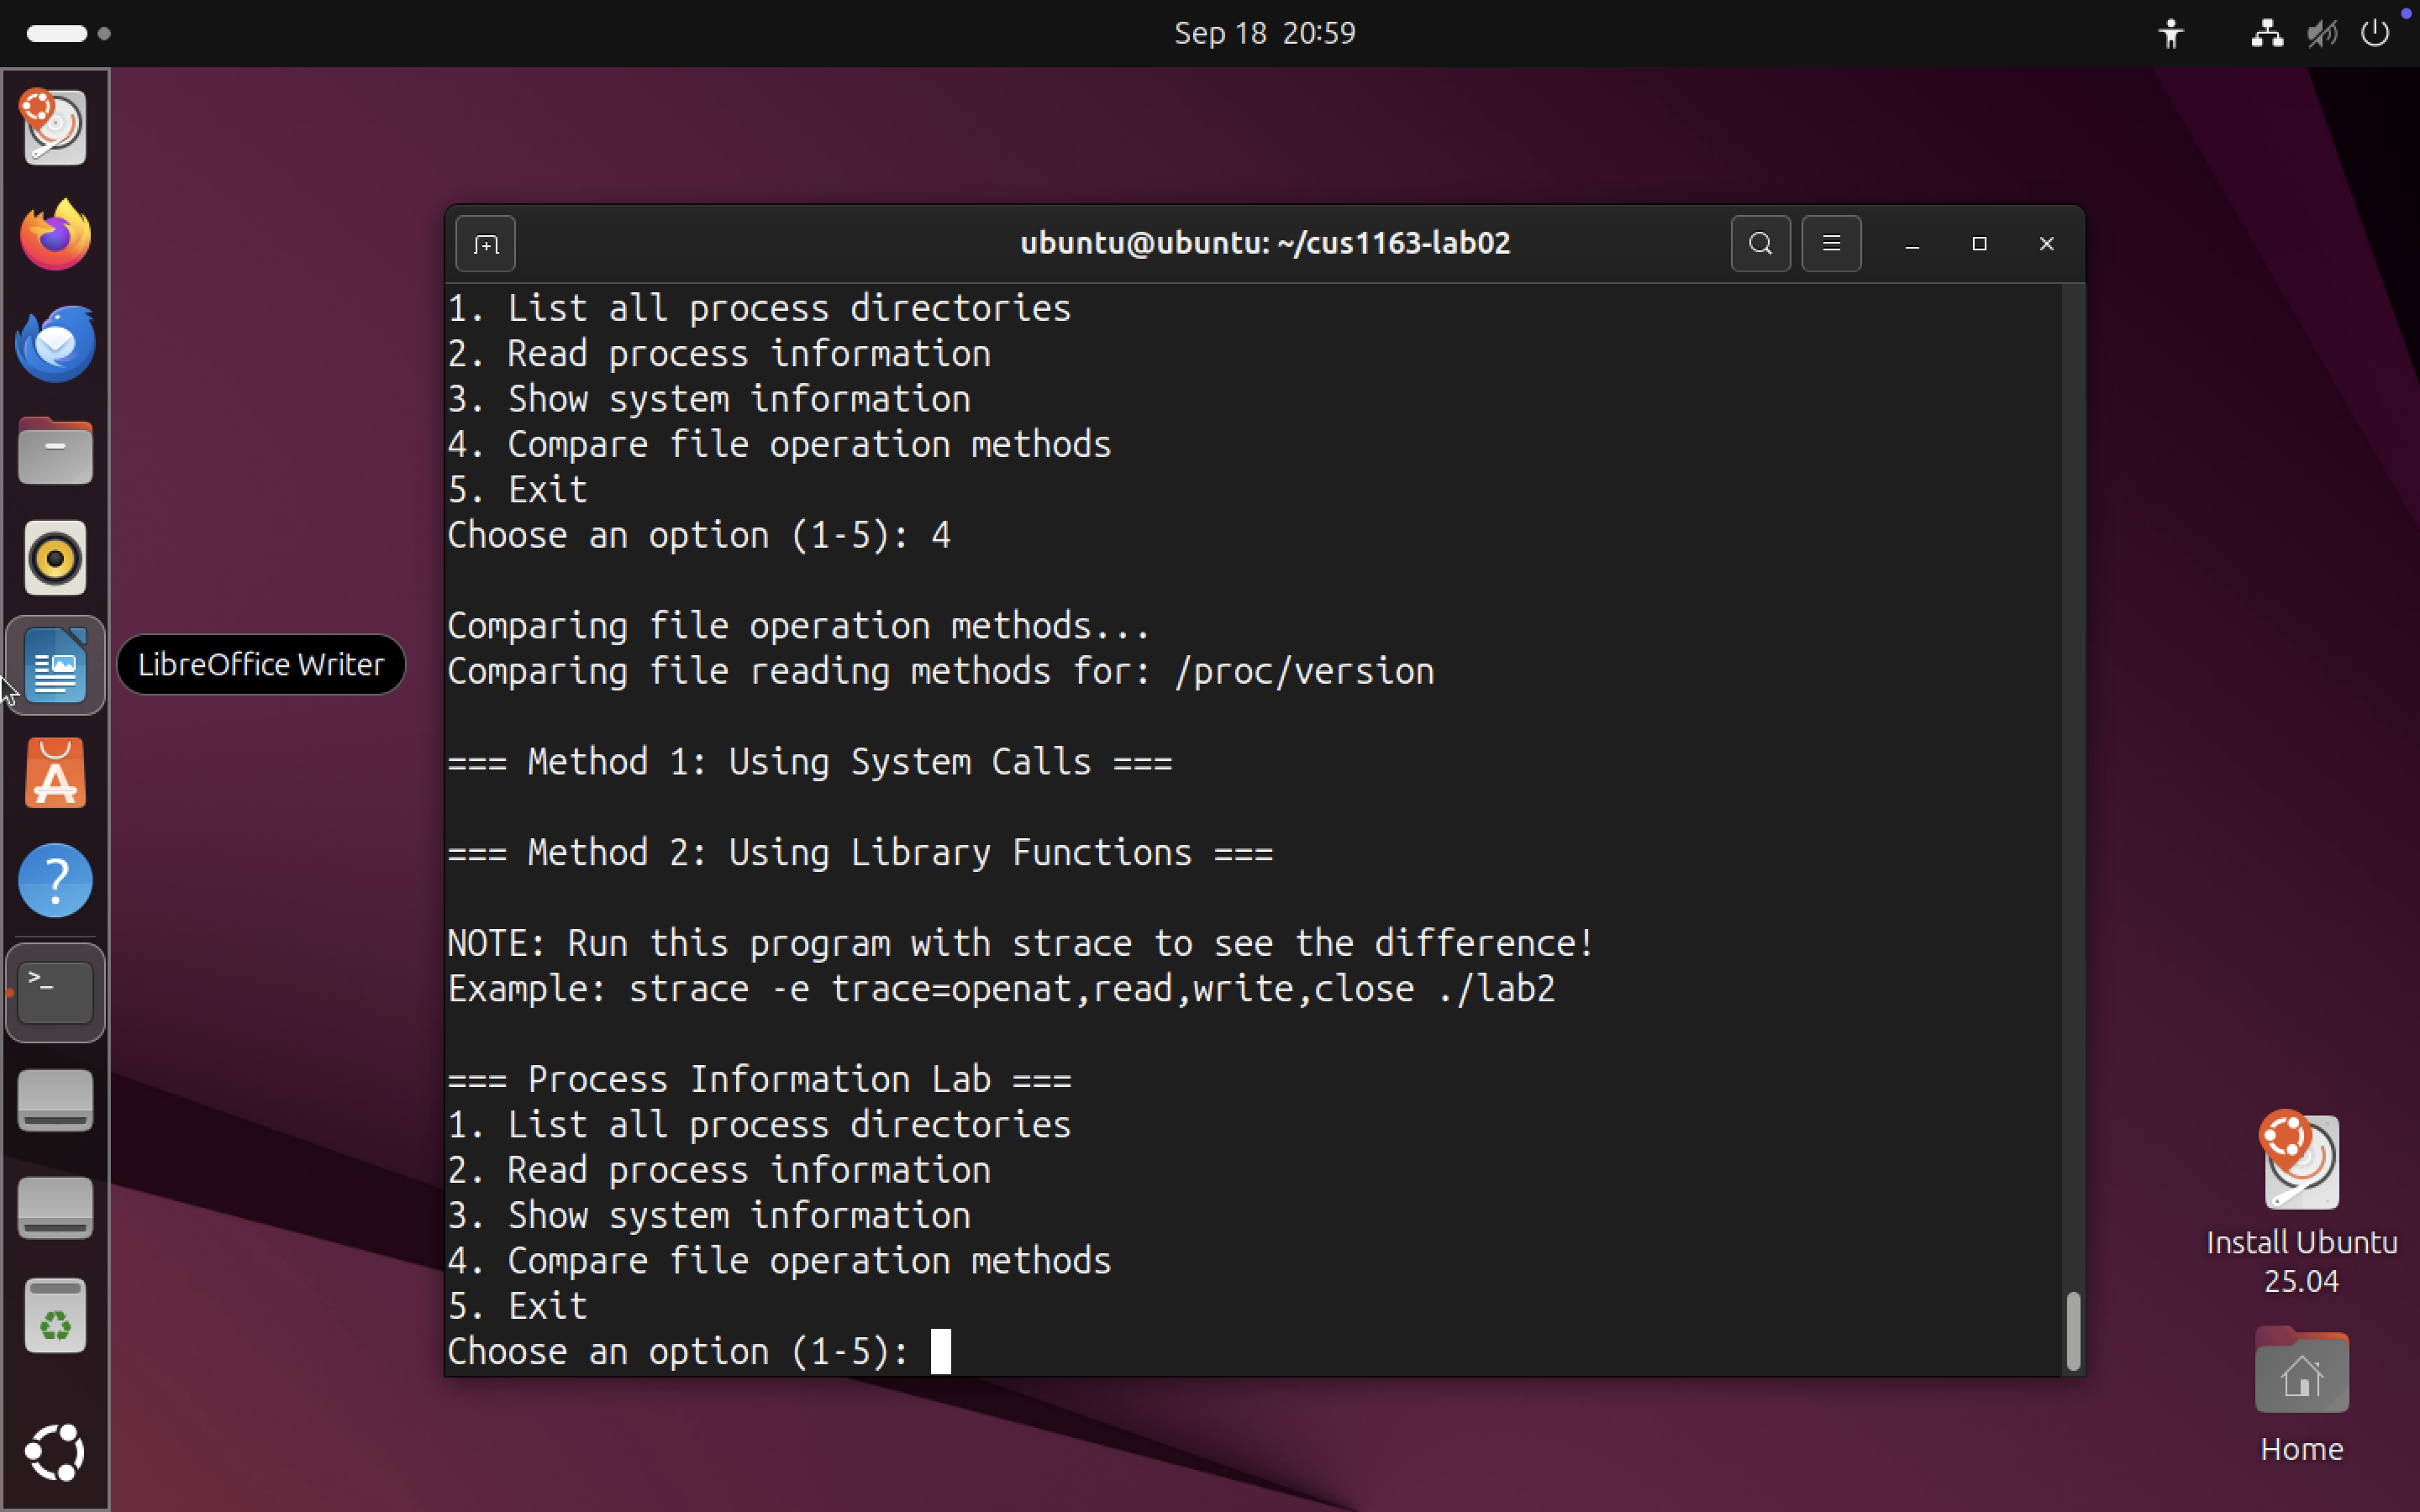 Sep 18 20:59
ubuntu@ubuntu: ~/cus1163-lab02
1. List all process directories
2. Read process information
3. Show system information
4. Compare file operation methods
5. Exit
Choose an option (1-5): 4
Comparing file operation methods...
Comparing file reading methods for: /proc/version
=== Method 1: Using System Calls ===
=== Method 2: Using Library Functions ===
NOTE: Run this program with strace to see the difference!
Example: strace -e trace=openat,read,write,close ./lab2
=== Process Information Lab ===
1. List all process directories
2. Read process information
3. Show system information
4. Compare file operation methods
5. Exit
Choose an option (1-5):
LibreOffice Writer
Install Ubuntu
25.04
Home